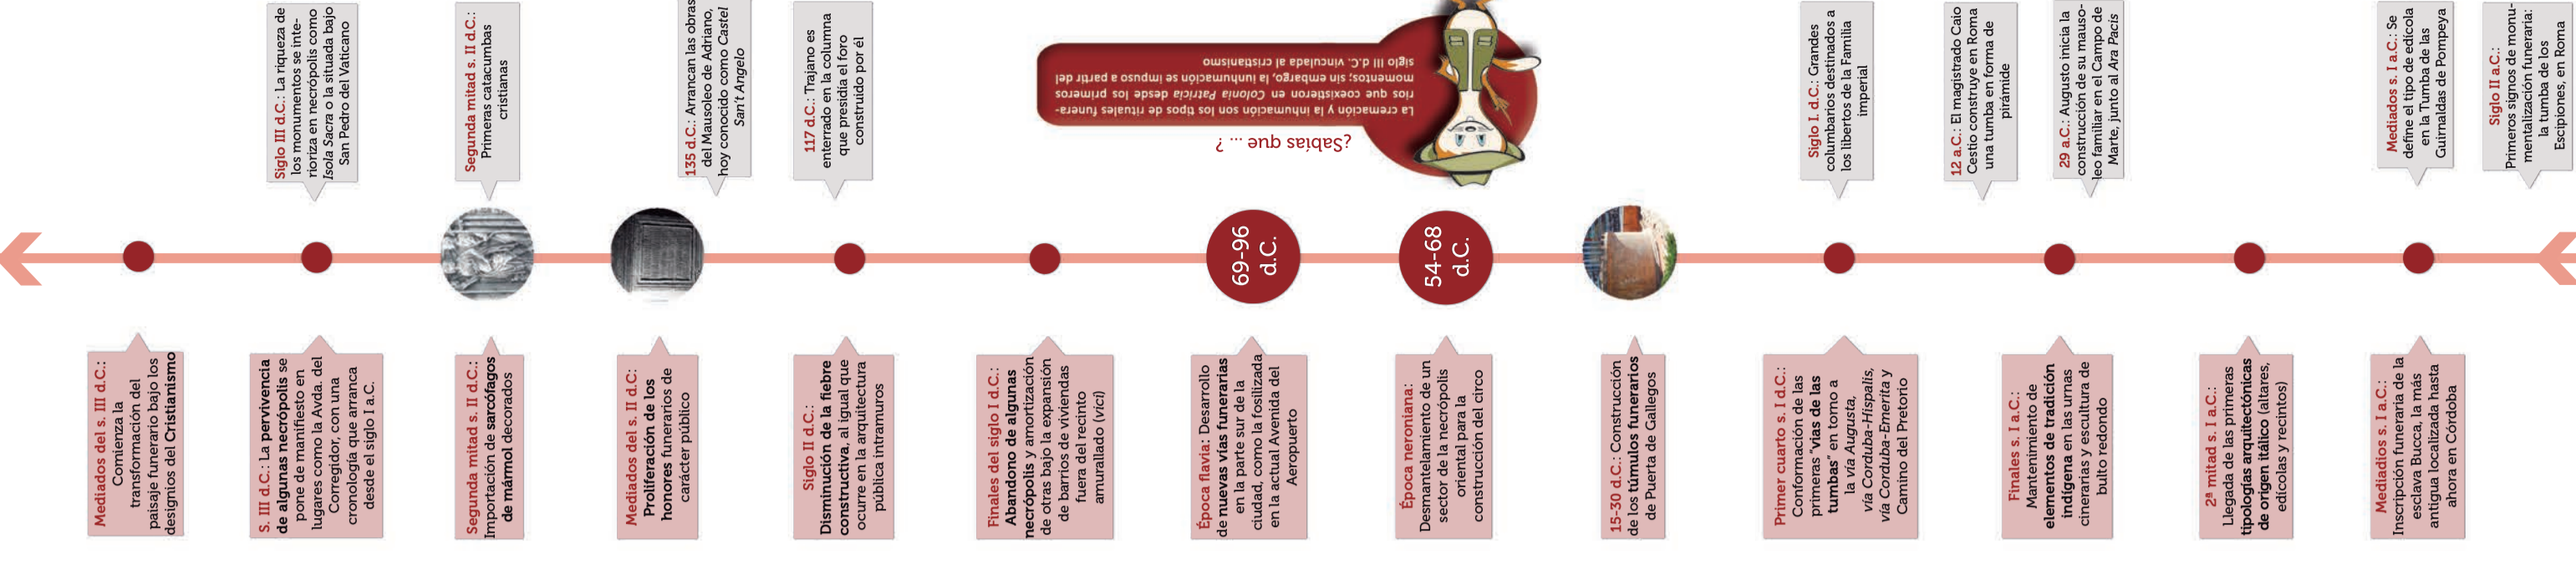 Siglo III d.C.: La riqueza de
los monumentos se inte-
rioriza en necrópolis como
Isola Sacra o la situada bajo
San Pedro del Vaticano
Segunda mitad s. II d.C.:
Primeras catacumbas
cristianas
135 d.C.: Arrancan las obras
del Mausoleo de Adriano,
hoy conocido como Castel
San't Angelo
117 d.C.: Trajano es
enterrado en la columna
que presidía el foro
construido por él
¿Sabías que ... ?
La cremación y la inhumación son los tipos de rituales funera-
rios que coexistieron en Colonia Patricia desde los primeros
momentos; sin embargo, la iunhumación se impuso a partir del
siglo III d.C. vinculada al cristianismo
Siglo I. d.C.: Grandes
columbarios destinados a
los libertos de la Familia
imperial
12 a.C.: El magistrado Caio
Cestio construye en Roma
una tumba en forma de
pirámide
29 a.C.: Augusto inicia la
construcción de su mauso-
leo familiar en el Campo de
Marte, junto al Ara Pacis
Mediados s. I a.C.: Se
define el tipo de edícola
en la Tumba de las
Guirnaldas de Pompeya
Siglo II a.C.:
Primeros signos de monu-
mentalización funeraria:
la tumba de los
Escipiones, en Roma
69-96
d.C.
54-68
d.C.
Mediados del s. III d.C.:
Comienza la
transformación del
paisaje funerario bajo los
designios del Cristianismo
S. III d.C.: La pervivencia
de algunas necrópolis se
pone de manifiesto en
lugares como la Avda. del
Corregidor, con una
cronología que arranca
desde el siglo I a.C.
Segunda mitad s. II d.C.:
Importación de sarcófagos
de mármol decorados
Mediados del s. II d.C:
Proliferación de los
honores funerarios de
carácter público
Siglo II d.C.:
Disminución de la fiebre
constructiva, al igual que
ocurre en la arquitectura
pública intramuros
Finales del siglo I d.C.:
Abandono de algunas
necrópolis y amortización
de otras bajo la expansión
de barrios de viviendas
fuera del recinto
amurallado (vici)
Época flavia: Desarrollo
de nuevas vías funerarias
en la parte sur de la
ciudad, como la fosilizada
en la actual Avenida del
Aeropuerto
Época neroniana:
Desmantelamiento de un
sector de la necrópolis
oriental para la
construcción del circo
15-30 d.C.: Construcción
de los túmulos funerarios
de Puerta de Gallegos
Primer cuarto s. I d.C.:
Conformación de las
primeras "vías de las
tumbas" en torno a
la vía Augusta,
vía Corduba-Hispalis,
vía Corduba-Emerita y
Camino del Pretorio
Finales s. I a.C.:
Mantenimiento de
elementos de tradición
indígena en las urnas
cinerarias y escultura de
bulto redondo
2ª mitad s. I a.C.:
Llegada de las primeras
tipologías arquitectónicas
de origen itálico (altares,
edícolas y recintos)
Mediadios s. I a.C.:
Inscripción funeraria de la
esclava Bucca, la más
antigua localizada hasta
ahora en Córdoba